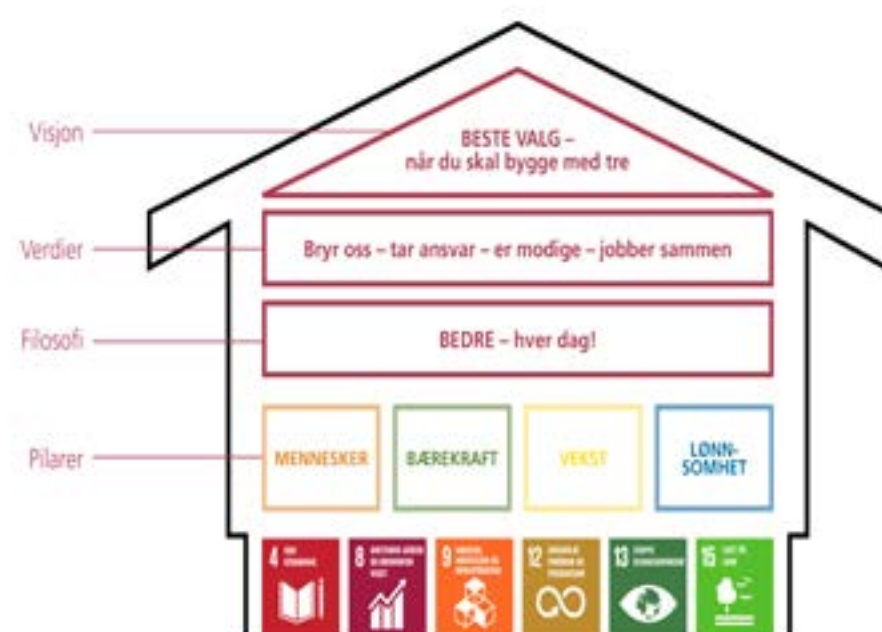 Visjon
BESTE VALG –
når du skal bygge med tre
Verdier
Bryr oss – tar ansvar – er modige – jobber sammen
Filosofi
BEDRE – hver dag!
Pilarer
MENNESKER
BÆREKRAFT
VEKST
LØNN-
SOMHET
4
8
9
12
13
15